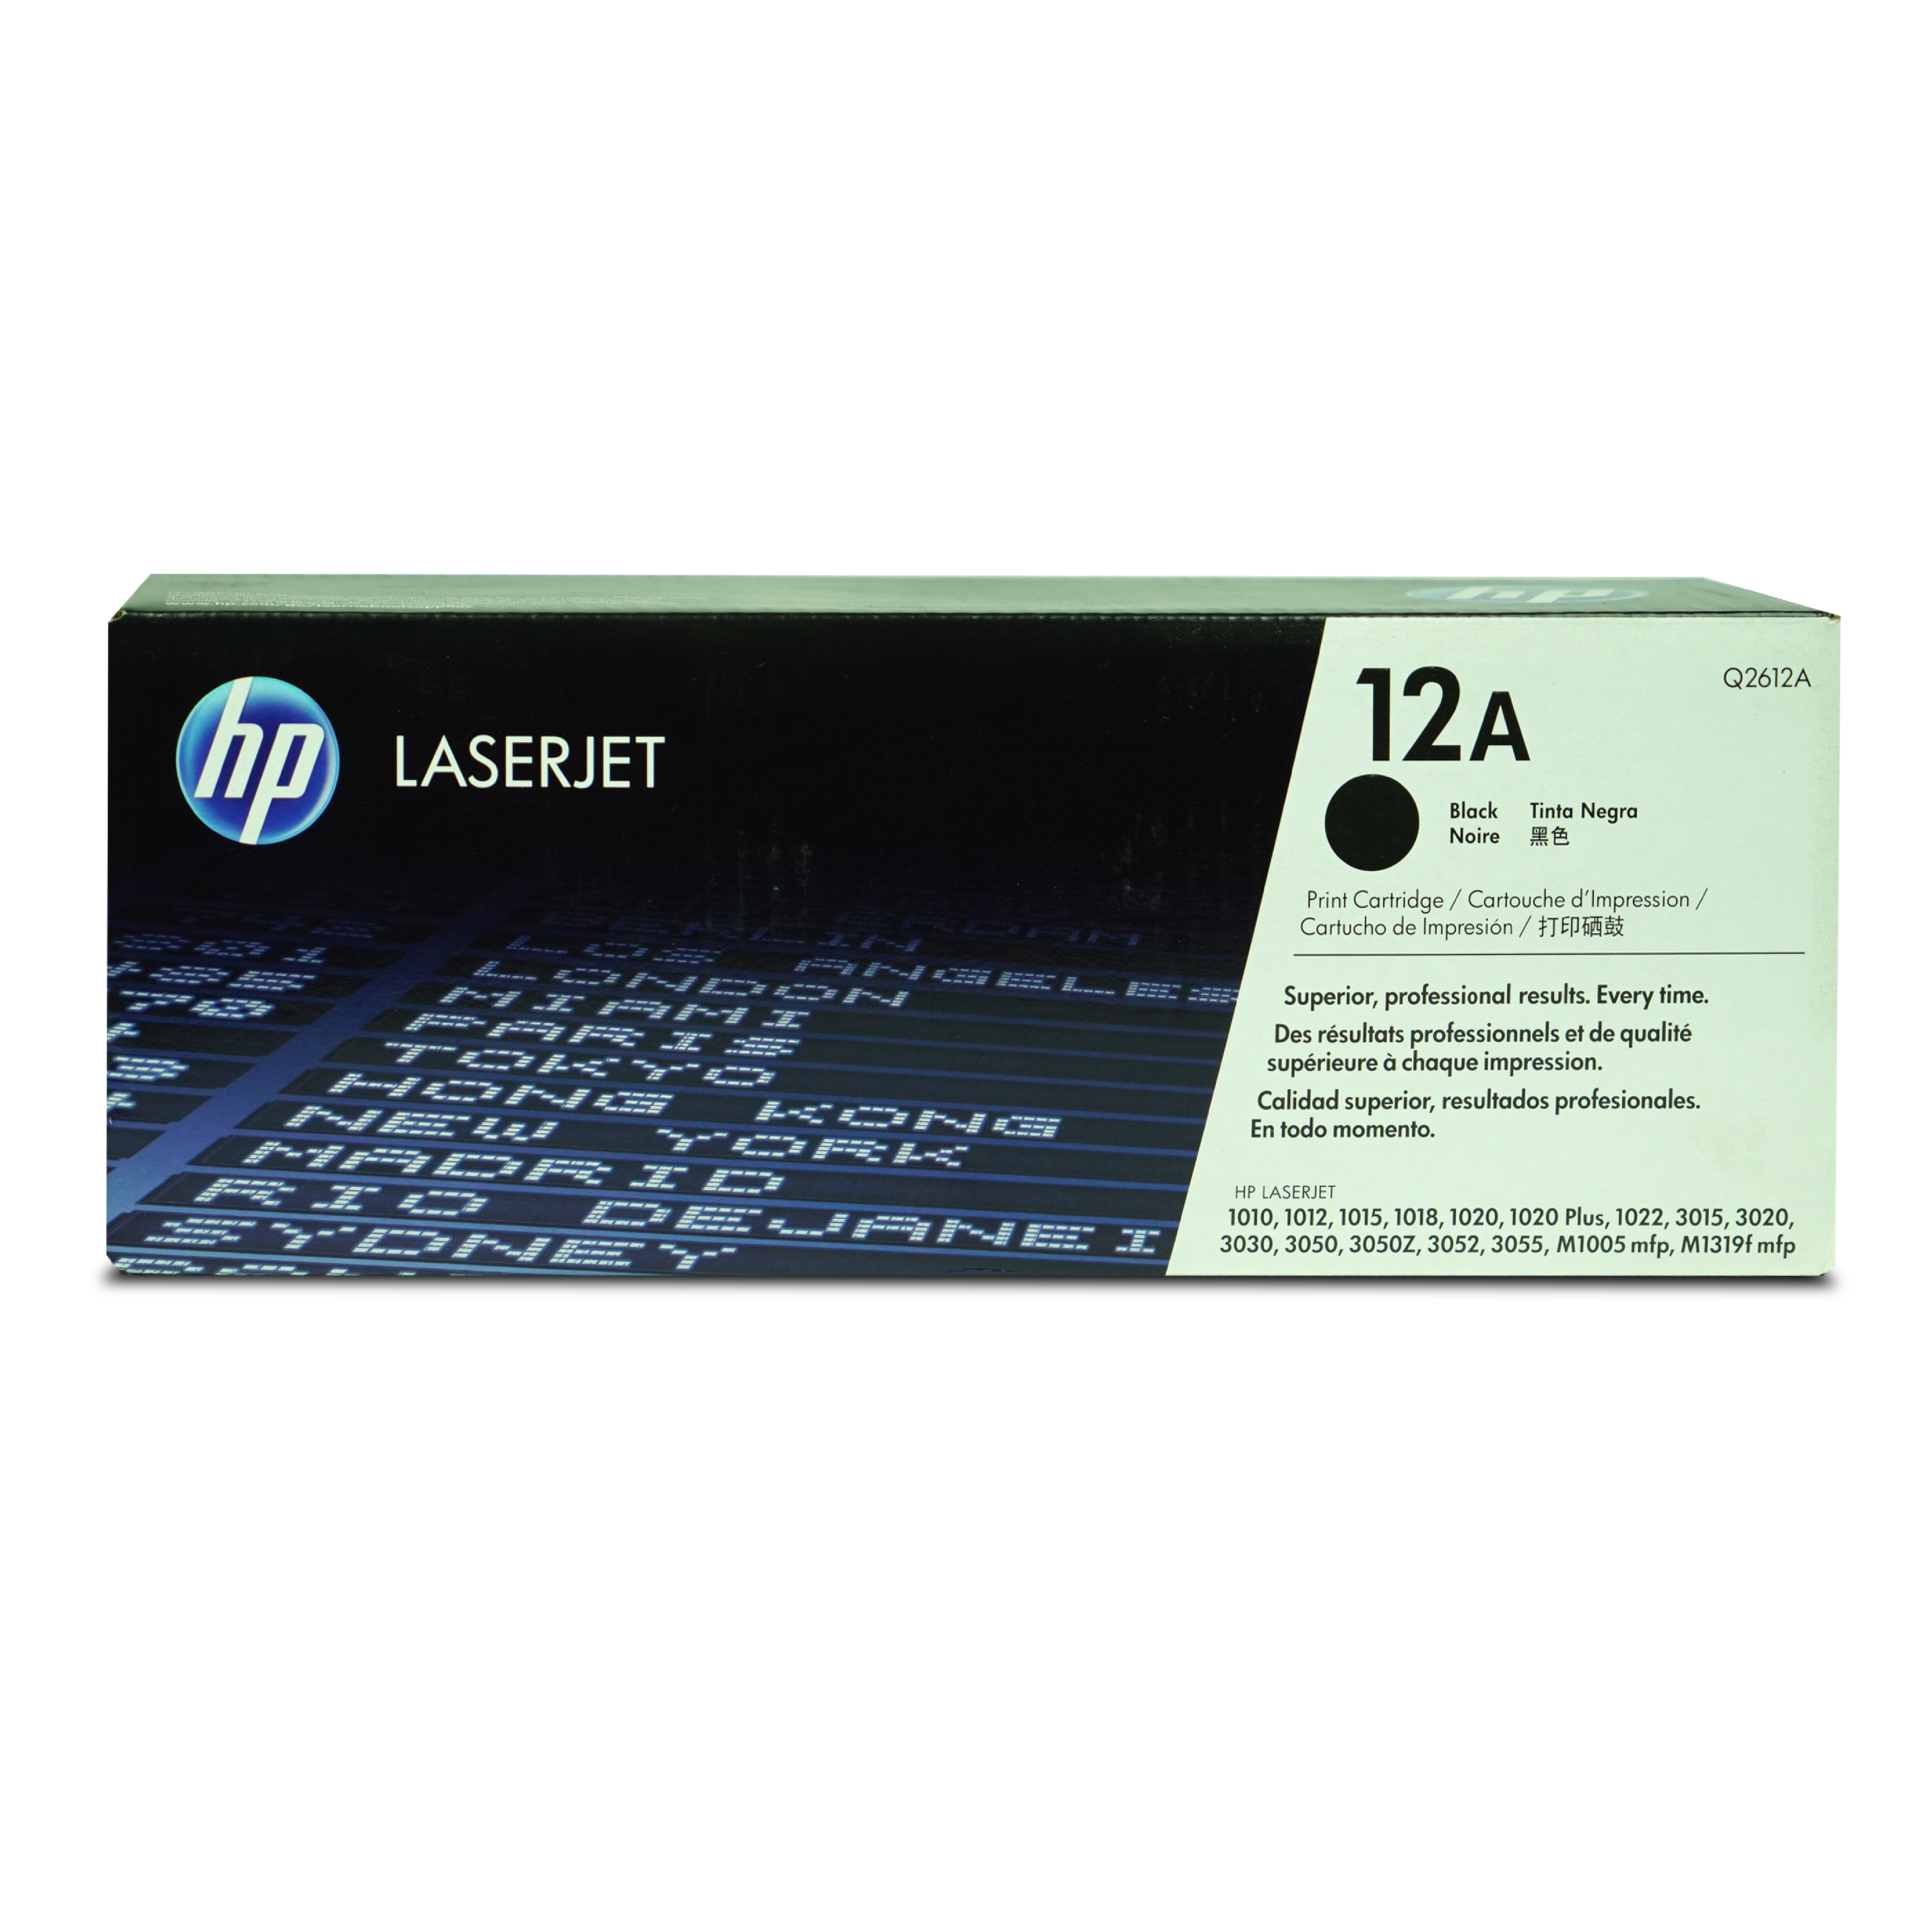 hp
hp
LASERJET
12A
Q2612A
Black Tinta Negra
Noire 黑色
Print Cartridge / Cartouche d'Impression /
Cartucho de Impresión / 打印硒鼓
Superior, professional results. Every time.
Des résultats professionnels et de qualité
supérieure à chaque impression.
Calidad superior, resultados profesionales.
En todo momento.
HP LASERJET
1010, 1012, 1015, 1018, 1020, 1020 Plus, 1022, 3015, 3020,
3030, 3050, 3050Z, 3052, 3055, M1005 mfp, M1319f mfp
BERLIN
LOS ANGELES
LONDON
MIAMI
PARIS
TOKYO
HONG KONG
NEW YORK
MADRID
RIO DEJANEI
SYDNEY